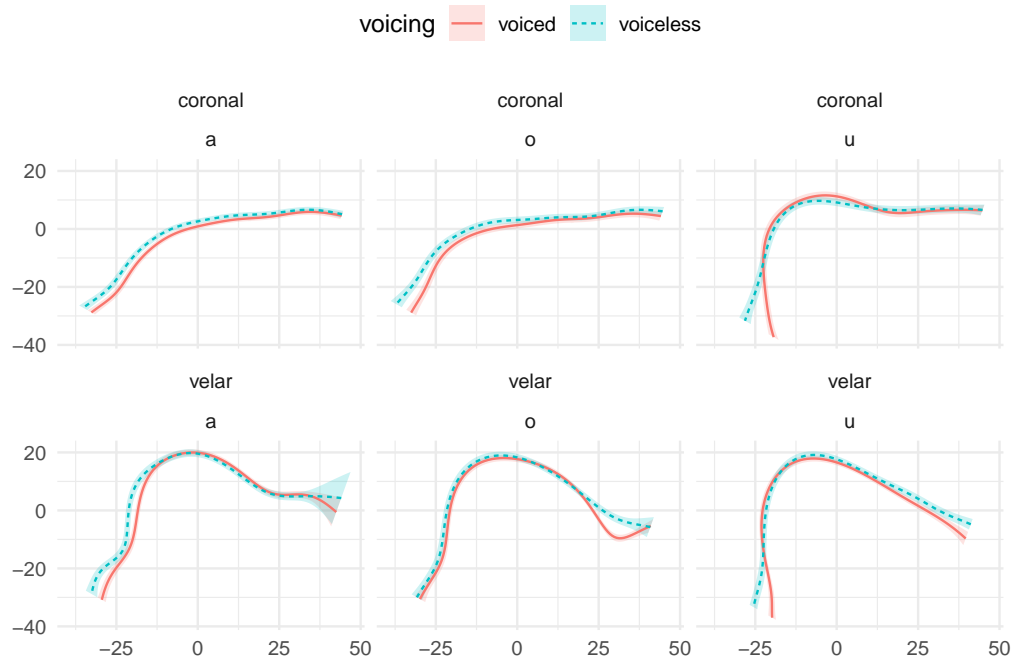 voicing voiced voiceless
coronal coronal coronal
a o u
20
0
−20
−40
velar velar velar
a o u
20
0
−20
−40
−25 0 25 50 −25 0 25 50 −25 0 25 50